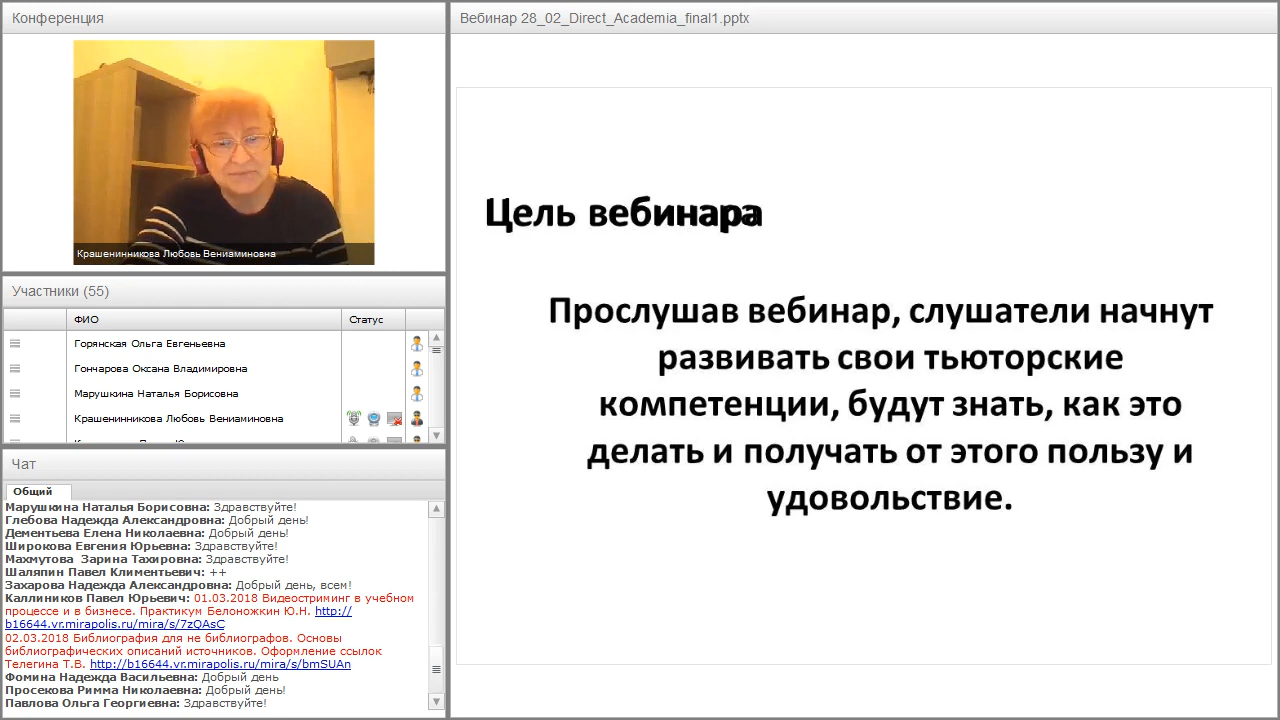 Конференция
Крашенинникова Любовь Вениаминовна
Участники (55)
ФИО Статус
Горянская Ольга Евгеньевна
Гончарова Оксана Владимировна
Марушкина Наталья Борисовна
Крашенинникова Любовь Вениаминовна
Чат
Общий
Марушкина Наталья Борисовна: Здравствуйте!
Глебова Надежда Александровна: Добрый день!
Дементьева Елена Николаевна: Добрый день!
Широкова Евгения Юрьевна: Здравствуйте!
Махмутова Зарина Тахировна: Здравствуйте!
Шаляпин Павел Климентьевич: ++
Захарова Надежда Александровна: Добрый день, всем!
Каллиников Павел Юрьевич: 01.03.2018 Видеостриминг в учебном
процессе и в бизнесе. Практикум Белоножкин Ю.Н. http://
b16644.vr.mirapolis.ru/mira/s/7zQAsC
02.03.2018 Библиография для не библиографов. Основы
библиографических описаний источников. Оформление ссылок
Телегина Т.В. http://b16644.vr.mirapolis.ru/mira/s/bmSUAn
Фомина Надежда Васильевна: Добрый день
Просекова Римма Николаевна: Добрый день!
Павлова Ольга Георгиевна: Здравствуйте!
Вебинар 28_02_Direct_Academia_final1.pptx
Цель вебинара
Прослушав вебинар, слушатели начнут
развивать свои тьюторские
компетенции, будут знать, как это
делать и получать от этого пользу и
удовольствие.